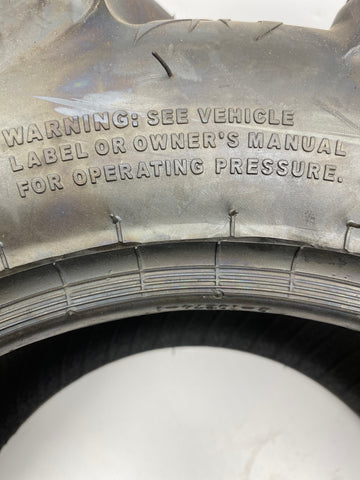 WARNING: SEE VEHICLE
LABEL OR OWNER'S MANUAL
FOR OPERATING PRESSURE.